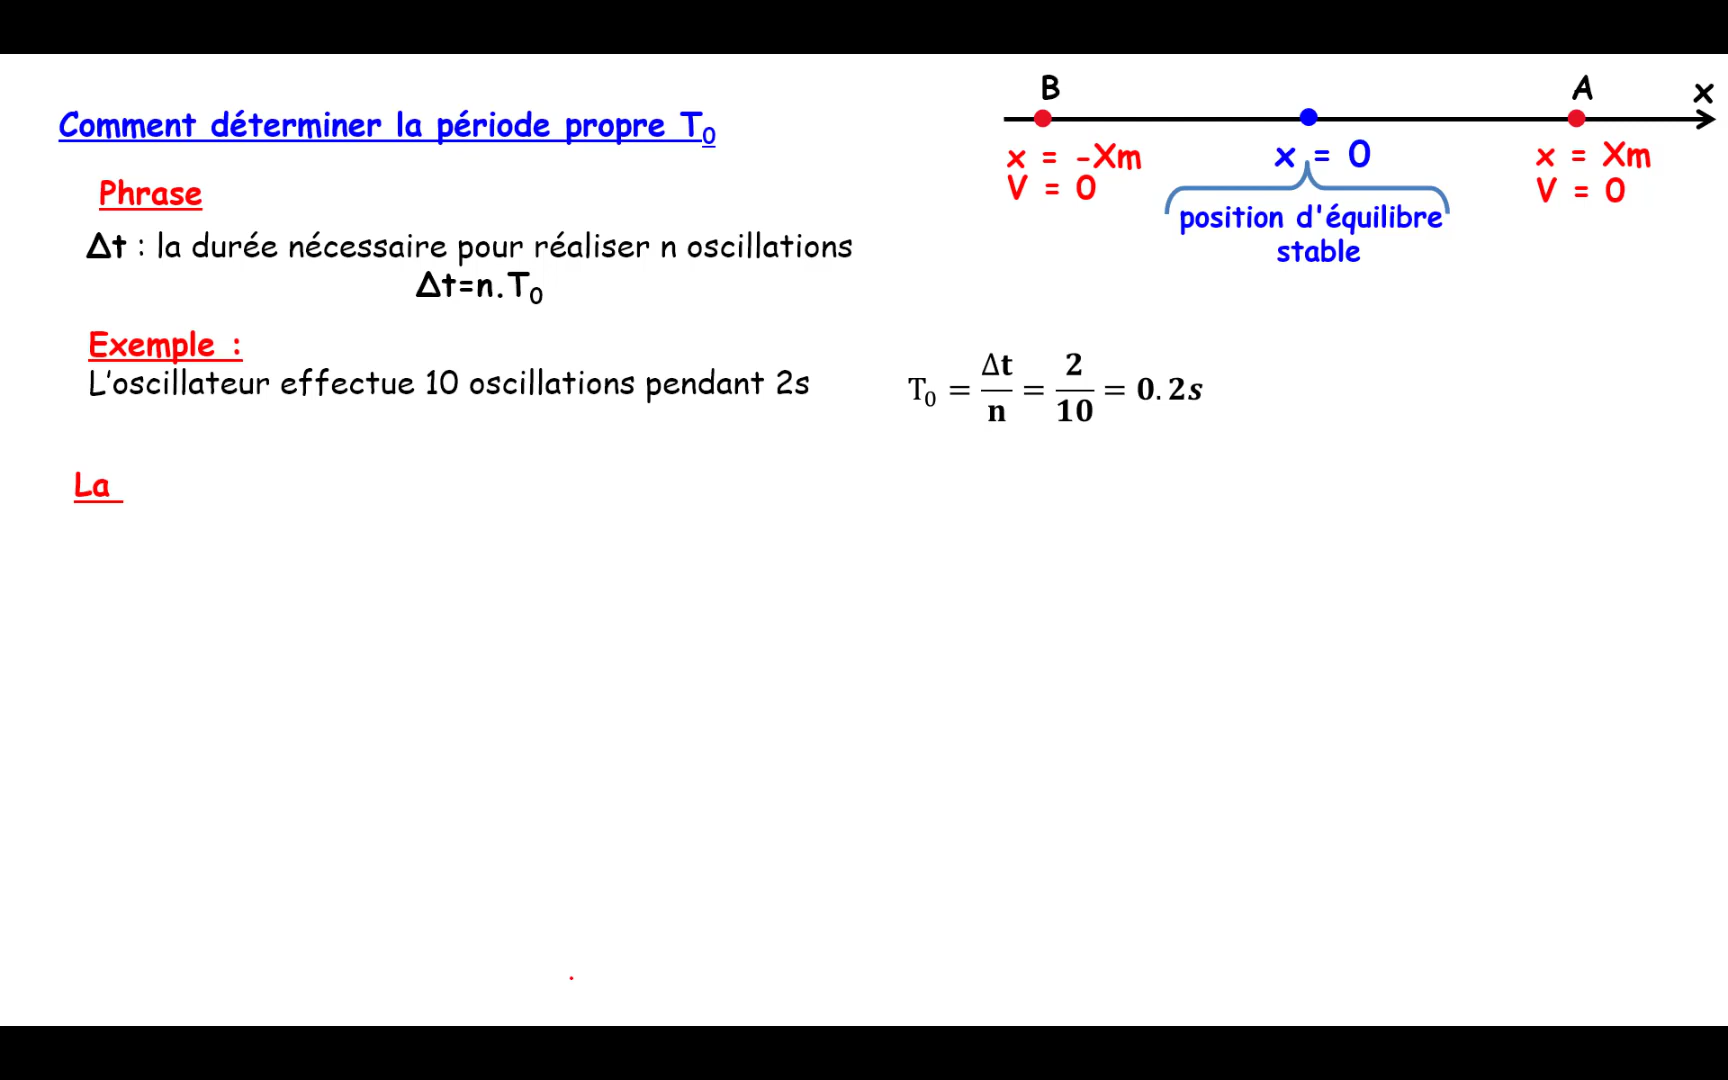 Comment déterminer la période propre T₀
Phrase
Δt : la durée nécessaire pour réaliser n oscillations
Δt=n.T₀
Exemple :
L'oscillateur effectue 10 oscillations pendant 2s
T₀ = Δt/n = 2/10 = 0.2s
La
B
A
x
x = -Xm
V = 0
x = 0
position d'équilibre
stable
x = Xm
V = 0